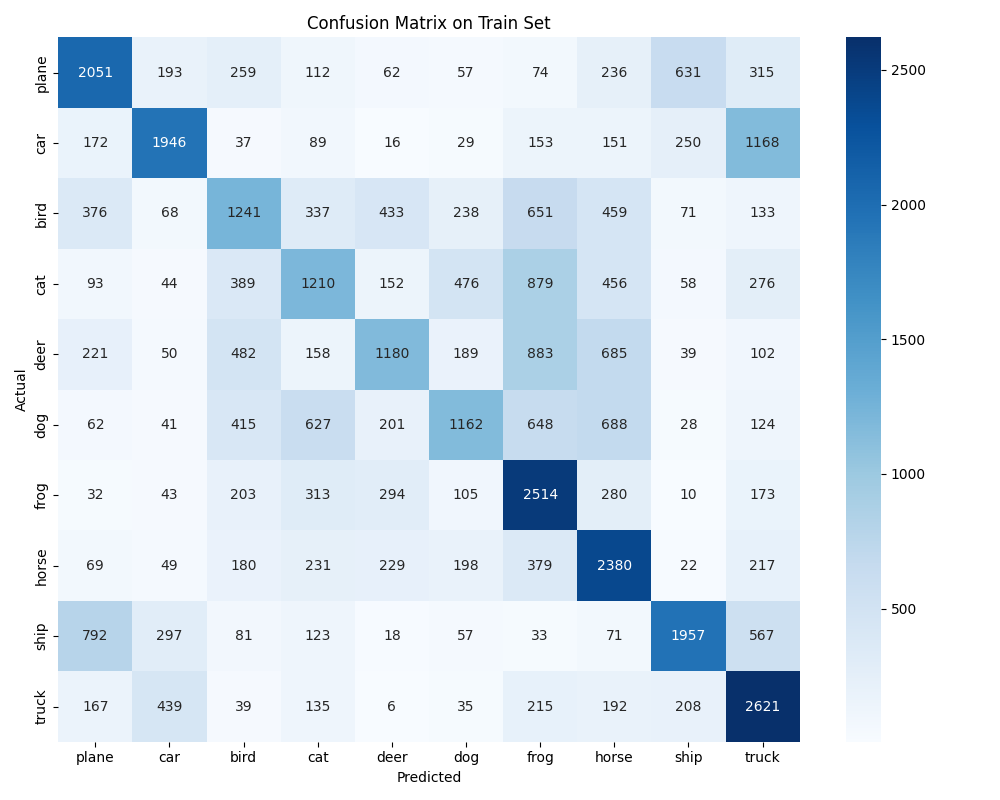 Confusion Matrix on Train Set
Actual
plane 2051 193 259 112 62 57 74 236 631 315
car 172 1946 37 89 16 29 153 151 250 1168
bird 376 68 1241 337 433 238 651 459 71 133
cat 93 44 389 1210 152 476 879 456 58 276
deer 221 50 482 158 1180 189 883 685 39 102
dog 62 41 415 627 201 1162 648 688 28 124
frog 32 43 203 313 294 105 2514 280 10 173
horse 69 49 180 231 229 198 379 2380 22 217
ship 792 297 81 123 18 57 33 71 1957 567
truck 167 439 39 135 6 35 215 192 208 2621
plane car bird cat deer dog frog horse ship truck
Predicted
2500
2000
1500
1000
500